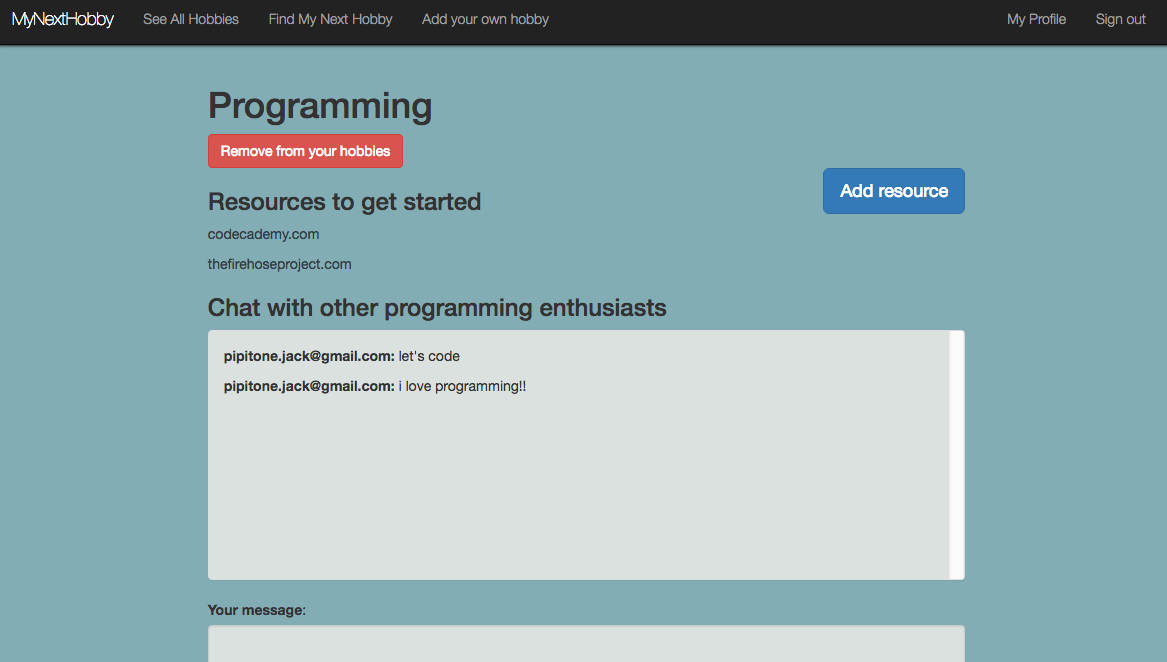 MyNextHobby See All Hobbies Find My Next Hobby Add your own hobby My Profile Sign out
Programming
Remove from your hobbies
Add resource
Resources to get started
codecademy.com
thefirehoseproject.com
Chat with other programming enthusiasts
pipitone.jack@gmail.com: let's code
pipitone.jack@gmail.com: i love programming!!
Your message: